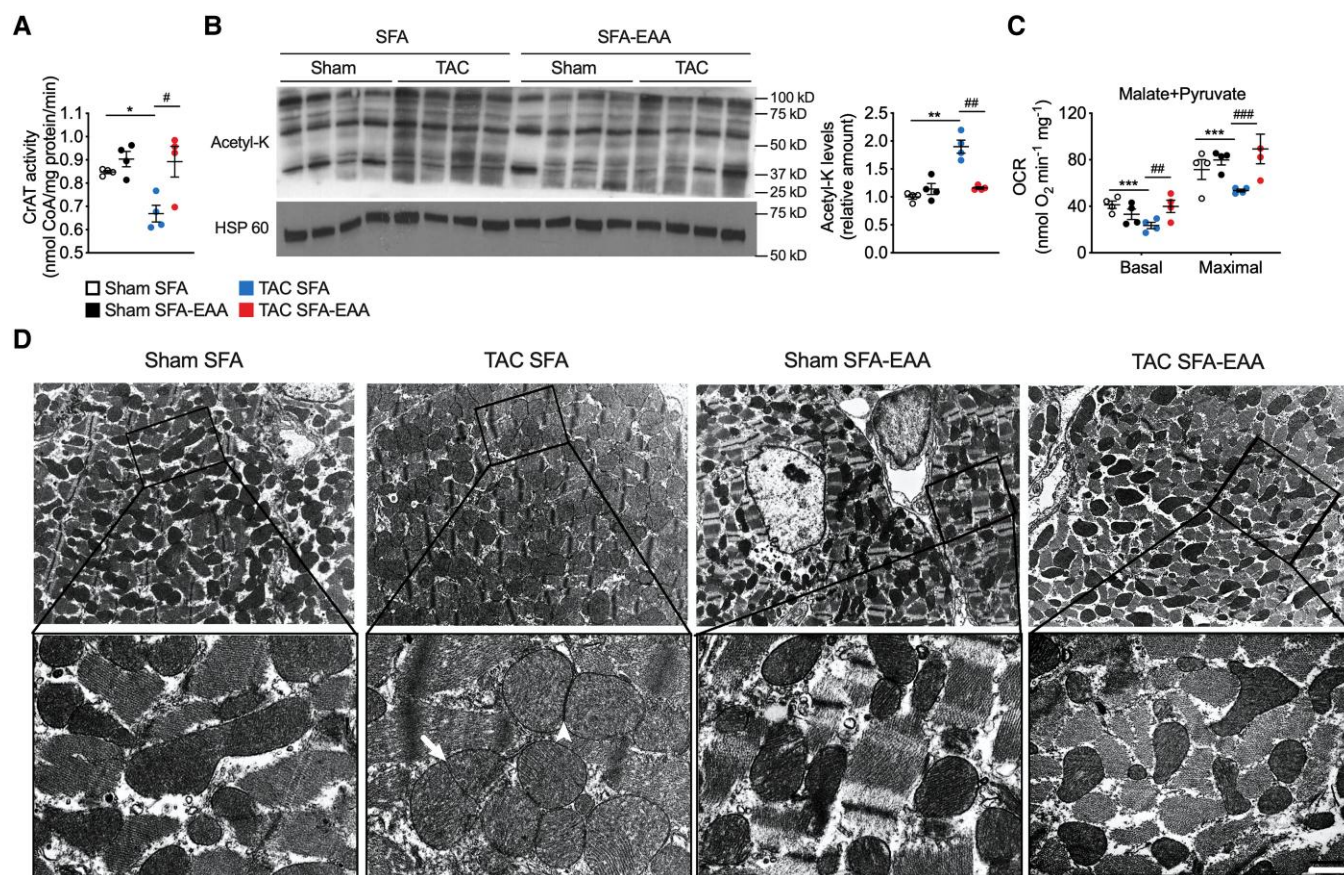 A
CrAT activity
(nmol CoA/mg protein/min)
1.1
1.0
0.9
0.8
0.7
0.6
0.5
*
#
B
SFA
SFA-EAA
Sham
TAC
Sham
TAC
Acetyl-K
100 kD
75 kD
50 kD
37 kD
25 kD
HSP 60
75 kD
50 kD
Acetyl-K levels
(relative amount)
2.5
2.0
1.5
1.0
0.5
0.0
**
##
C
Malate+Pyruvate
OCR
(nmol O2 min-1 mg-1)
120
80
40
0
***
##
***
###
Basal
Maximal
Sham SFA
TAC SFA
Sham SFA-EAA
TAC SFA-EAA
D
Sham SFA
TAC SFA
Sham SFA-EAA
TAC SFA-EAA